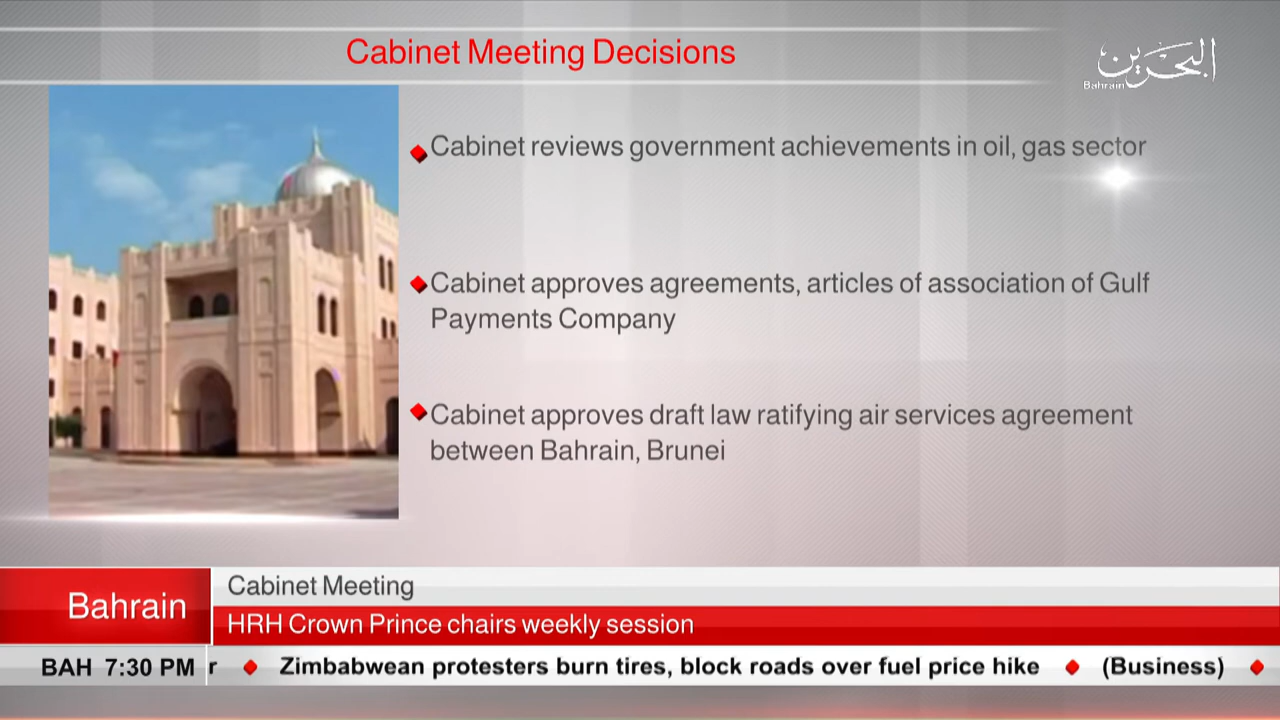 Cabinet Meeting Decisions
البحرين
Bahrain
Cabinet reviews government achievements in oil, gas sector
Cabinet approves agreements, articles of association of Gulf
Payments Company
Cabinet approves draft law ratifying air services agreement
between Bahrain, Brunei
Bahrain
Cabinet Meeting
HRH Crown Prince chairs weekly session
BAH 7:30 PM r Zimbabwean protesters burn tires, block roads over fuel price hike (Business)